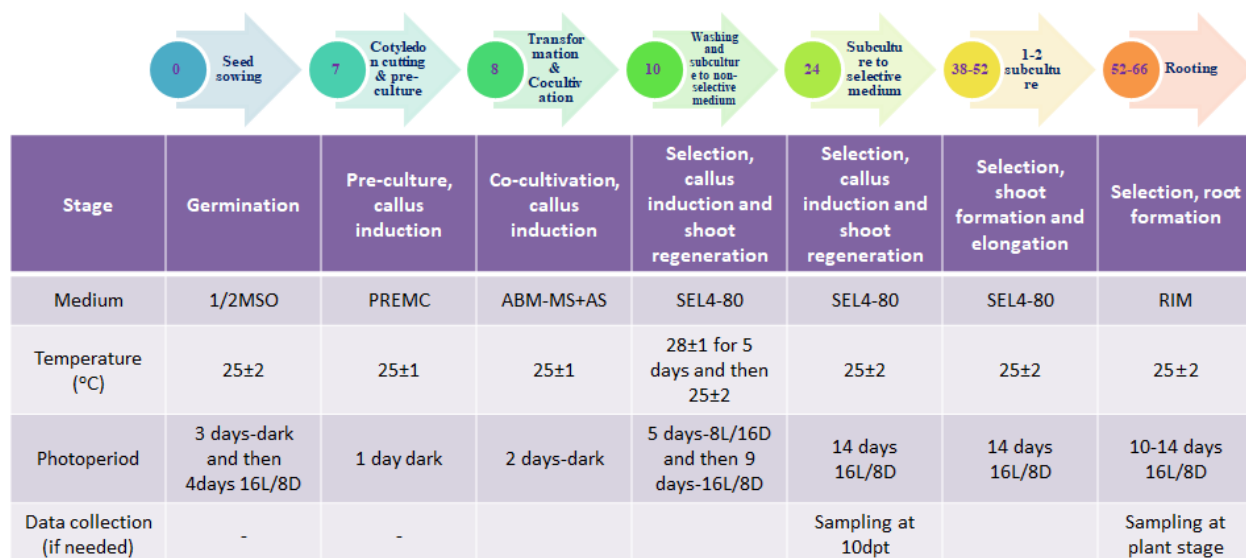 0
Seed
sowing
7
Cotyledo
n cutting
& pre-
culture
8
Transfor
mation
&
Cocultiv
ation
10
Washing
and
subcultur
e to non-
selective
medium
24
Subcultu
re to
selective
medium
38-52
1-2
subcultu
re
52-66
Rooting
Stage
Germination
Pre-culture,
callus
induction
Co-cultivation,
callus
induction
Selection,
callus
induction and
shoot
regeneration
Selection,
callus
induction and
shoot
regeneration
Selection,
shoot
formation and
elongation
Selection, root
formation
Medium
1/2MSO
PREMC
ABM-MS+AS
SEL4-80
SEL4-80
SEL4-80
RIM
Temperature
(°C)
25±2
25±1
25±1
28±1 for 5
days and then
25±2
25±2
25±2
25±2
Photoperiod
3 days-dark
and then
4days 16L/8D
1 day dark
2 days-dark
5 days-8L/16D
and then 9
days-16L/8D
14 days
16L/8D
14 days
16L/8D
10-14 days
16L/8D
Data collection
(if needed)
-
-
Sampling at
10dpt
Sampling at
plant stage